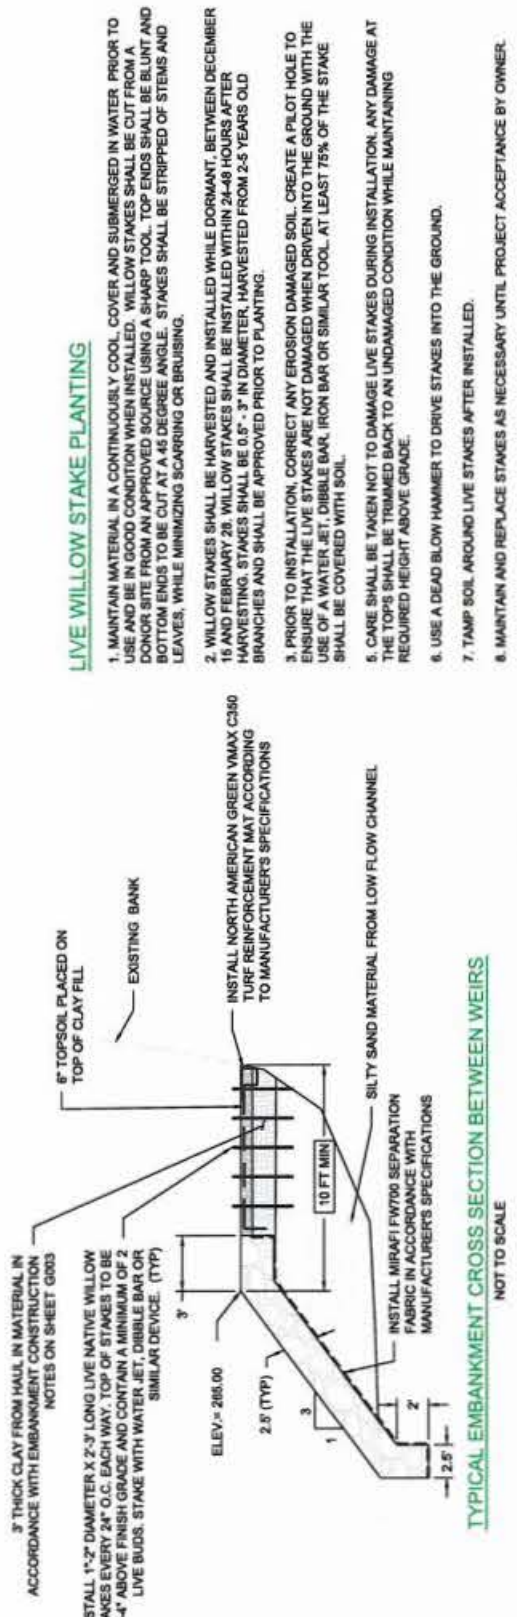 LIVE WILLOW STAKE PLANTING
1. MAINTAIN MATERIAL IN A CONTINUOUSLY COOL, COVER AND SUBMERGED IN WATER PRIOR TO
USE AND BE IN GOOD CONDITION WHEN INSTALLED. WILLOW STAKES SHALL BE CUT FROM A
DONOR SITE FROM AN APPROVED SOURCE USING A SHARP TOOL. TOP ENDS SHALL BE BLUNT AND
BOTTOM ENDS TO BE CUT AT A 45 DEGREE ANGLE. STAKES SHALL BE STRIPPED OF STEMS AND
LEAVES, WHILE MINIMIZING SCARRING OR BRUISING.
2. WILLOW STAKES SHALL BE HARVESTED AND INSTALLED WHILE DORMANT, BETWEEN DECEMBER
15 AND FEBRUARY 28. WILLOW STAKES SHALL BE INSTALLED WITHIN 24-48 HOURS AFTER
HARVESTING. STAKES SHALL BE 0.5" - 3" IN DIAMETER, HARVESTED FROM 2-5 YEARS OLD
BRANCHES AND SHALL BE APPROVED PRIOR TO PLANTING.
3. PRIOR TO INSTALLATION, CORRECT ANY EROSION DAMAGED SOIL. CREATE A PILOT HOLE TO
ENSURE THAT THE LIVE STAKES ARE NOT DAMAGED WHEN DRIVEN INTO THE GROUND WITH THE
USE OF A WATER JET, DIBBLE BAR, IRON BAR OR SIMILAR TOOL. AT LEAST 75% OF THE STAKE
SHALL BE COVERED WITH SOIL.
5. CARE SHALL BE TAKEN NOT TO DAMAGE LIVE STAKES DURING INSTALLATION. ANY DAMAGE AT
THE TOPS SHALL BE TRIMMED BACK TO AN UNDAMAGED CONDITION WHILE MAINTAINING
REQUIRED HEIGHT ABOVE GRADE.
6. USE A DEAD BLOW HAMMER TO DRIVE STAKES INTO THE GROUND.
7. TAMP SOIL AROUND LIVE STAKES AFTER INSTALLED.
8. MAINTAIN AND REPLACE STAKES AS NECESSARY UNTIL PROJECT ACCEPTANCE BY OWNER.
3' THICK CLAY FROM HAUL IN MATERIAL IN
ACCORDANCE WITH EMBANKMENT CONSTRUCTION
NOTES ON SHEET G003
STALL 1"-2" DIAMETER X 2'-3' LONG LIVE NATIVE WILLOW
AKES EVERY 24" O.C. EACH WAY. TOP OF STAKES TO BE
-4" ABOVE FINISH GRADE AND CONTAIN A MINIMUM OF 2
LIVE BUDS. STAKE WITH WATER JET, DIBBLE BAR OR
SIMILAR DEVICE. (TYP)
6" TOPSOIL PLACED ON
TOP OF CLAY FILL
EXISTING BANK
INSTALL NORTH AMERICAN GREEN VMAX C350
TURF REINFORCEMENT MAT ACCORDING
TO MANUFACTURER'S SPECIFICATIONS
3'
ELEV.= 265.00
10 FT MIN
2.5' (TYP)
3
1
SILTY SAND MATERIAL FROM LOW FLOW CHANNEL
INSTALL MIRAFI FW700 SEPARATION
FABRIC IN ACCORDANCE WITH
MANUFACTURER'S SPECIFICATIONS
2'
2.5'
TYPICAL EMBANKMENT CROSS SECTION BETWEEN WEIRS
NOT TO SCALE